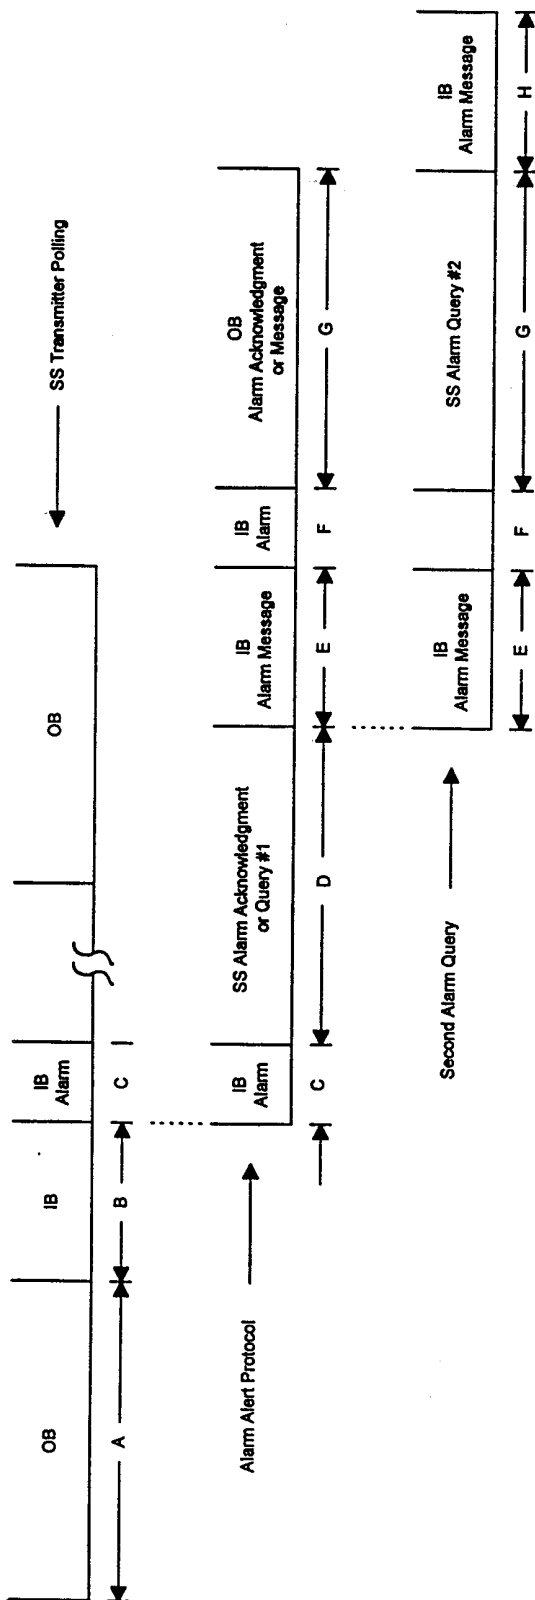 SS Transmitter Polling
OB
IB
IB
Alarm
OB
A
B
C
Alarm Alert Protocol
IB
Alarm
SS Alarm Acknowledgment
or Query #1
IB
Alarm Message
IB
Alarm
OB
Alarm Acknowledgment
or Message
C
D
E
F
G
Second Alarm Query
IB
Alarm Message
SS Alarm Query #2
IB
Alarm Message
E
F
G
H